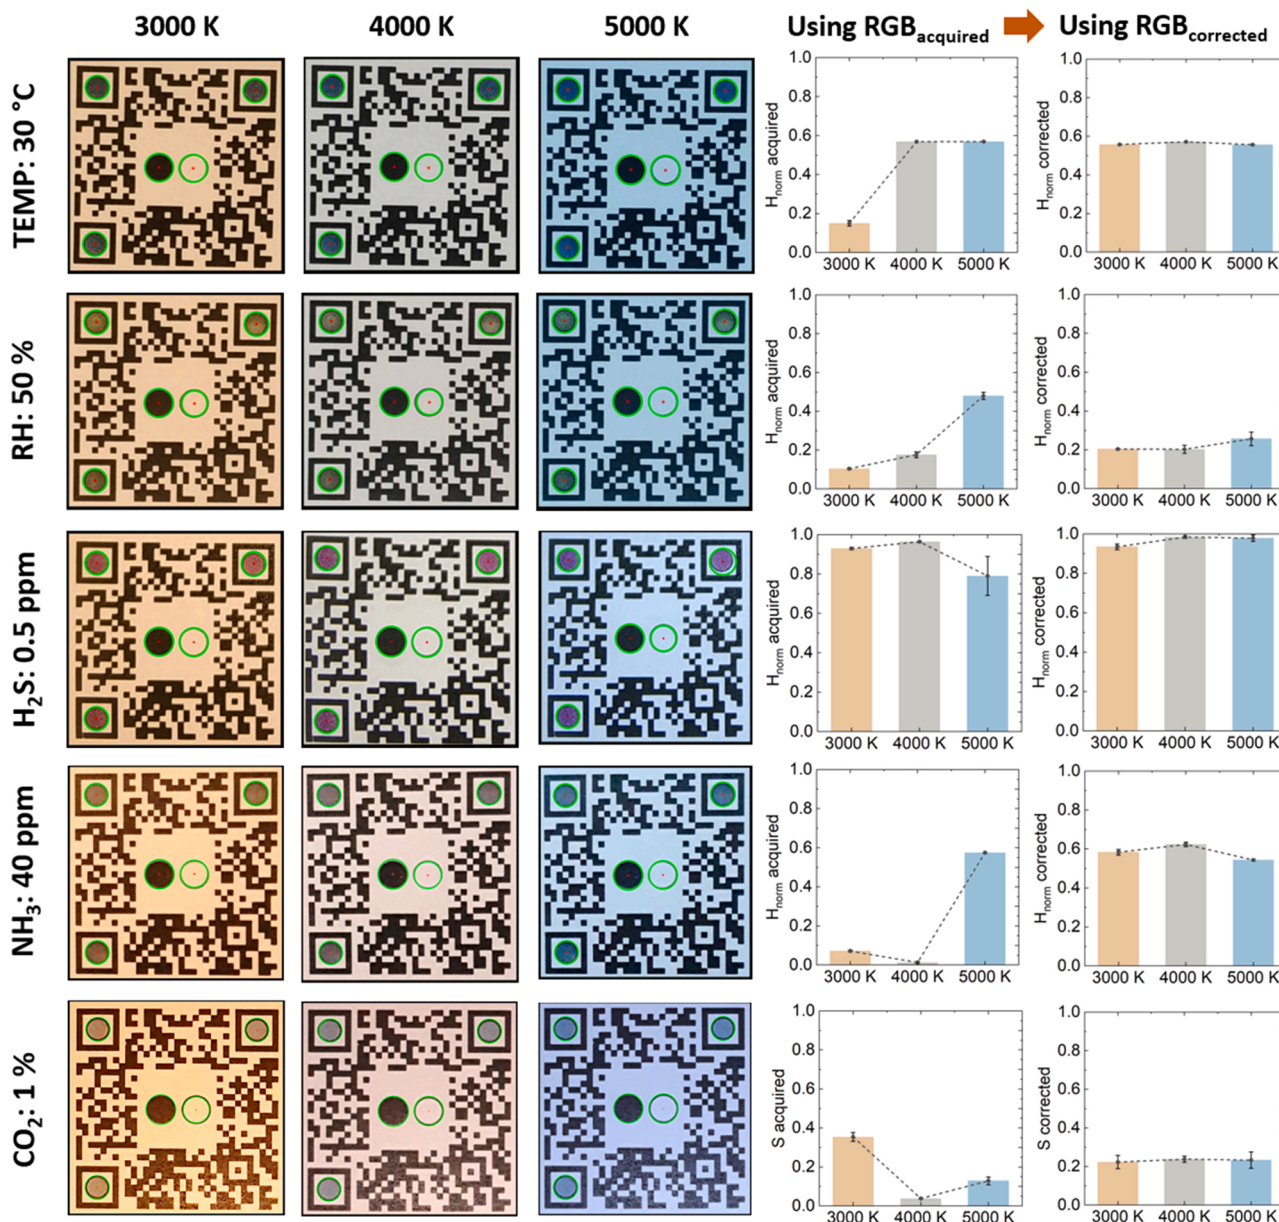 3000 K 4000 K 5000 K Using RGBacquired Using RGBcorrected
TEMP: 30 °C
Hnorm acquired
1.0
0.8
0.6
0.4
0.2
0.0
3000 K 4000 K 5000 K
Hnorm corrected
1.0
0.8
0.6
0.4
0.2
0.0
3000 K 4000 K 5000 K
RH: 50 %
Hnorm acquired
1.0
0.8
0.6
0.4
0.2
0.0
3000 K 4000 K 5000 K
Hnorm corrected
1.0
0.8
0.6
0.4
0.2
0.0
3000 K 4000 K 5000 K
H2S: 0.5 ppm
Hnorm acquired
1.0
0.8
0.6
0.4
0.2
0.0
3000 K 4000 K 5000 K
Hnorm corrected
1.0
0.8
0.6
0.4
0.2
0.0
3000 K 4000 K 5000 K
NH3: 40 ppm
Hnorm acquired
1.0
0.8
0.6
0.4
0.2
0.0
3000 K 4000 K 5000 K
Hnorm corrected
1.0
0.8
0.6
0.4
0.2
0.0
3000 K 4000 K 5000 K
CO2: 1 %
S acquired
1.0
0.8
0.6
0.4
0.2
0.0
3000 K 4000 K 5000 K
S corrected
1.0
0.8
0.6
0.4
0.2
0.0
3000 K 4000 K 5000 K